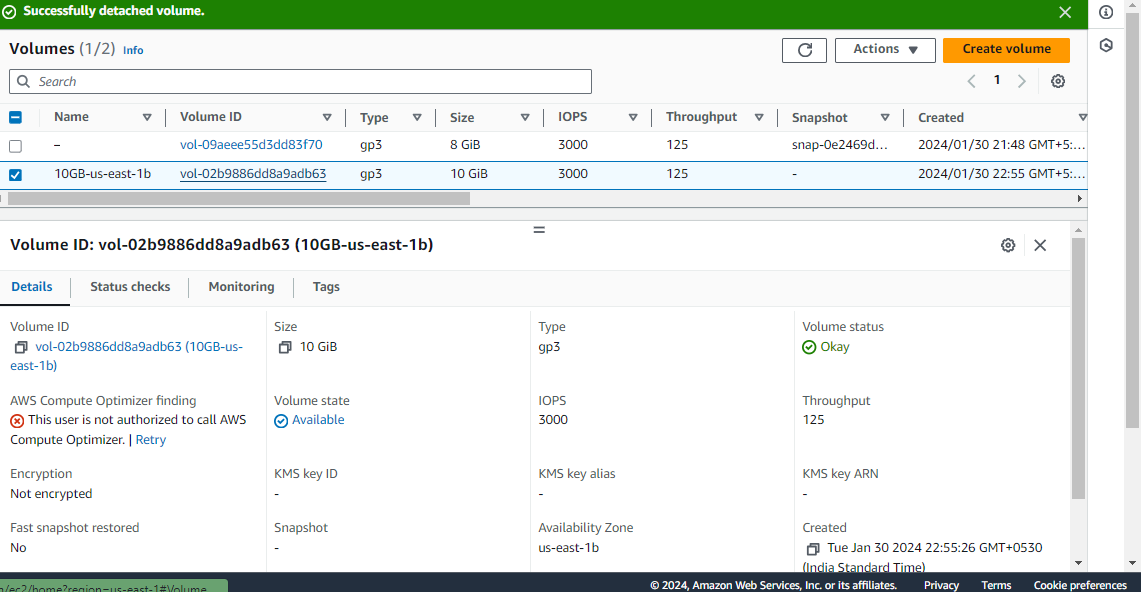 Successfully detached volume.
Volumes (1/2) Info
Actions
Create volume
Search
1
Name Volume ID Type Size IOPS Throughput Snapshot Created
– vol-09aeee55d3dd83f70 gp3 8 GiB 3000 125 snap-0e2469d... 2024/01/30 21:48 GMT+5:...
10GB-us-east-1b vol-02b9886dd8a9adb63 gp3 10 GiB 3000 125 - 2024/01/30 22:55 GMT+5:...
Volume ID: vol-02b9886dd8a9adb63 (10GB-us-east-1b)
Details Status checks Monitoring Tags
Volume ID
vol-02b9886dd8a9adb63 (10GB-us-
east-1b)
Size
10 GiB
Type
gp3
Volume status
Okay
AWS Compute Optimizer finding
This user is not authorized to call AWS
Compute Optimizer. | Retry
Volume state
Available
IOPS
3000
Throughput
125
Encryption
Not encrypted
KMS key ID
-
KMS key alias
-
KMS key ARN
-
Fast snapshot restored
No
Snapshot
-
Availability Zone
us-east-1b
Created
Tue Jan 30 2024 22:55:26 GMT+0530
(India Standard Time)
/ec2/home?region=us-east-1#Volume
© 2024, Amazon Web Services, Inc. or its affiliates. Privacy Terms Cookie preferences